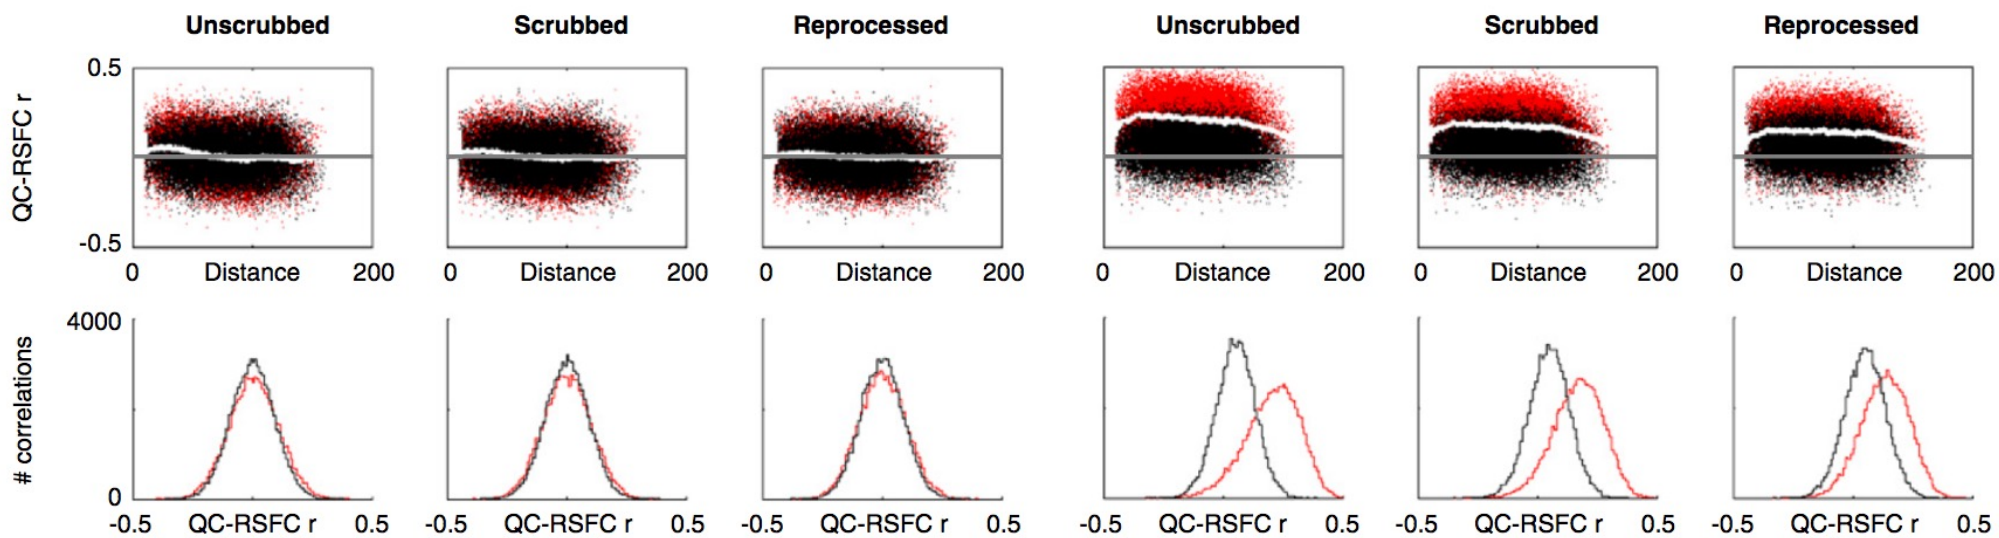 Unscrubbed Scrubbed Reprocessed Unscrubbed Scrubbed Reprocessed
0.5
QC-RSFC r
-0.5
0 Distance 200 0 Distance 200 0 Distance 200 0 Distance 200 0 Distance 200 0 Distance 200
4000
# correlations
0
-0.5 QC-RSFC r 0.5 -0.5 QC-RSFC r 0.5 -0.5 QC-RSFC r 0.5 -0.5 QC-RSFC r 0.5 -0.5 QC-RSFC r 0.5 -0.5 QC-RSFC r 0.5